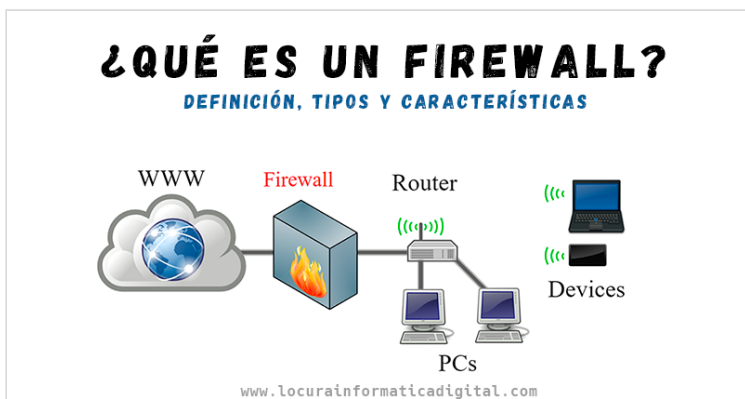 ¿QUÉ ES UN FIREWALL?
DEFINICIÓN, TIPOS Y CARACTERÍSTICAS
WWW
Firewall
Router
Devices
PCs
www.locurainformaticadigital.com